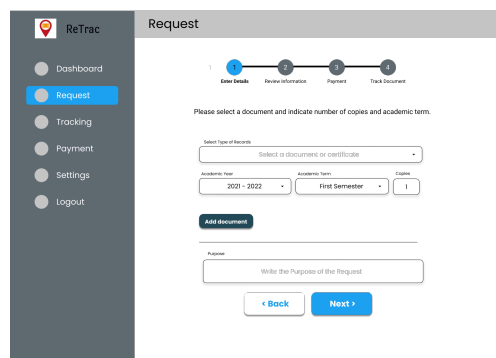 ReTrac
Request
Dashboard
Request
Tracking
Payment
Settings
Logout
1 1 2 3 4
Enter Details Review Information Payment Track Document
Please select a document and indicate number of copies and academic term.
Select Type of Records
Select a document or certificate
Academic Year Academic Term Copies
2021 - 2022 First Semester 1
Add document
Purpose
Write the Purpose of the Request
< Back Next >